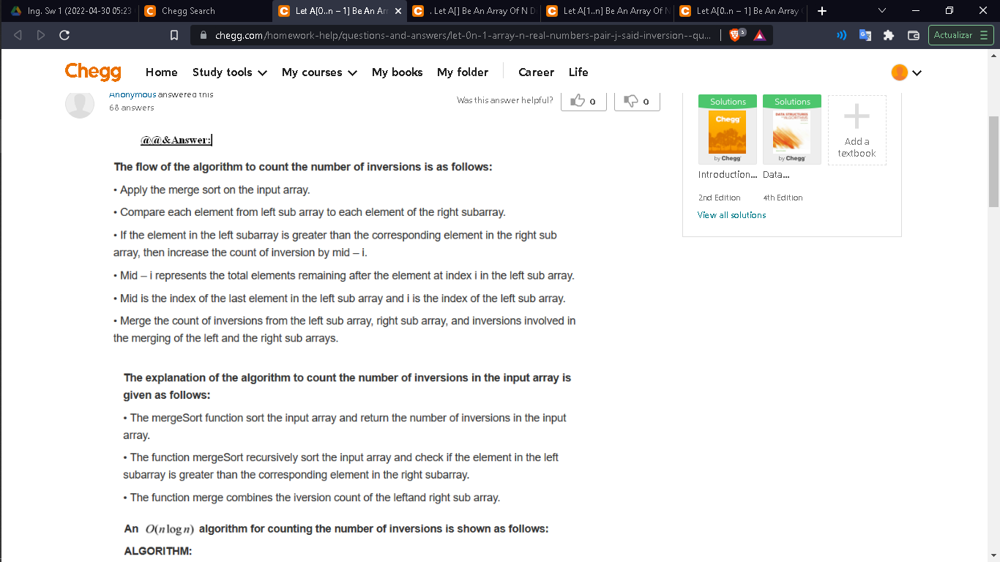 Ing. Sw 1 (2022-04-30 05:23
Chegg Search
Let A[0..n – 1] Be An Arr
. Let A[] Be An Array Of N D
Let A[1..n] Be An Array Of N
Let A[0..n – 1] Be An Array
chegg.com/homework-help/questions-and-answers/let-0n-1-array-n-real-numbers-pair-j-said-inversion--qu...
Actualizar
Chegg
Home Study tools My courses My books My folder Career Life
Anonymous answered this
68 answers
Was this answer helpful? 0 0
@@&Answer:
The flow of the algorithm to count the number of inversions is as follows:
• Apply the merge sort on the input array.
• Compare each element from left sub array to each element of the right subarray.
• If the element in the left subarray is greater than the corresponding element in the right sub
array, then increase the count of inversion by mid – i.
• Mid – i represents the total elements remaining after the element at index i in the left sub array.
• Mid is the index of the last element in the left sub array and i is the index of the left sub array.
• Merge the count of inversions from the left sub array, right sub array, and inversions involved in
the merging of the left and the right sub arrays.
The explanation of the algorithm to count the number of inversions in the input array is
given as follows:
• The mergeSort function sort the input array and return the number of inversions in the input
array.
• The function mergeSort recursively sort the input array and check if the element in the left
subarray is greater than the corresponding element in the right subarray.
• The function merge combines the iversion count of the leftand right sub array.
An O(n log n) algorithm for counting the number of inversions is shown as follows:
ALGORITHM:
Solutions
Chegg
by Chegg
Introduction...
2nd Edition
Solutions
DATA STRUCTURES
by Chegg
Data...
4th Edition
Add a
textbook
View all solutions